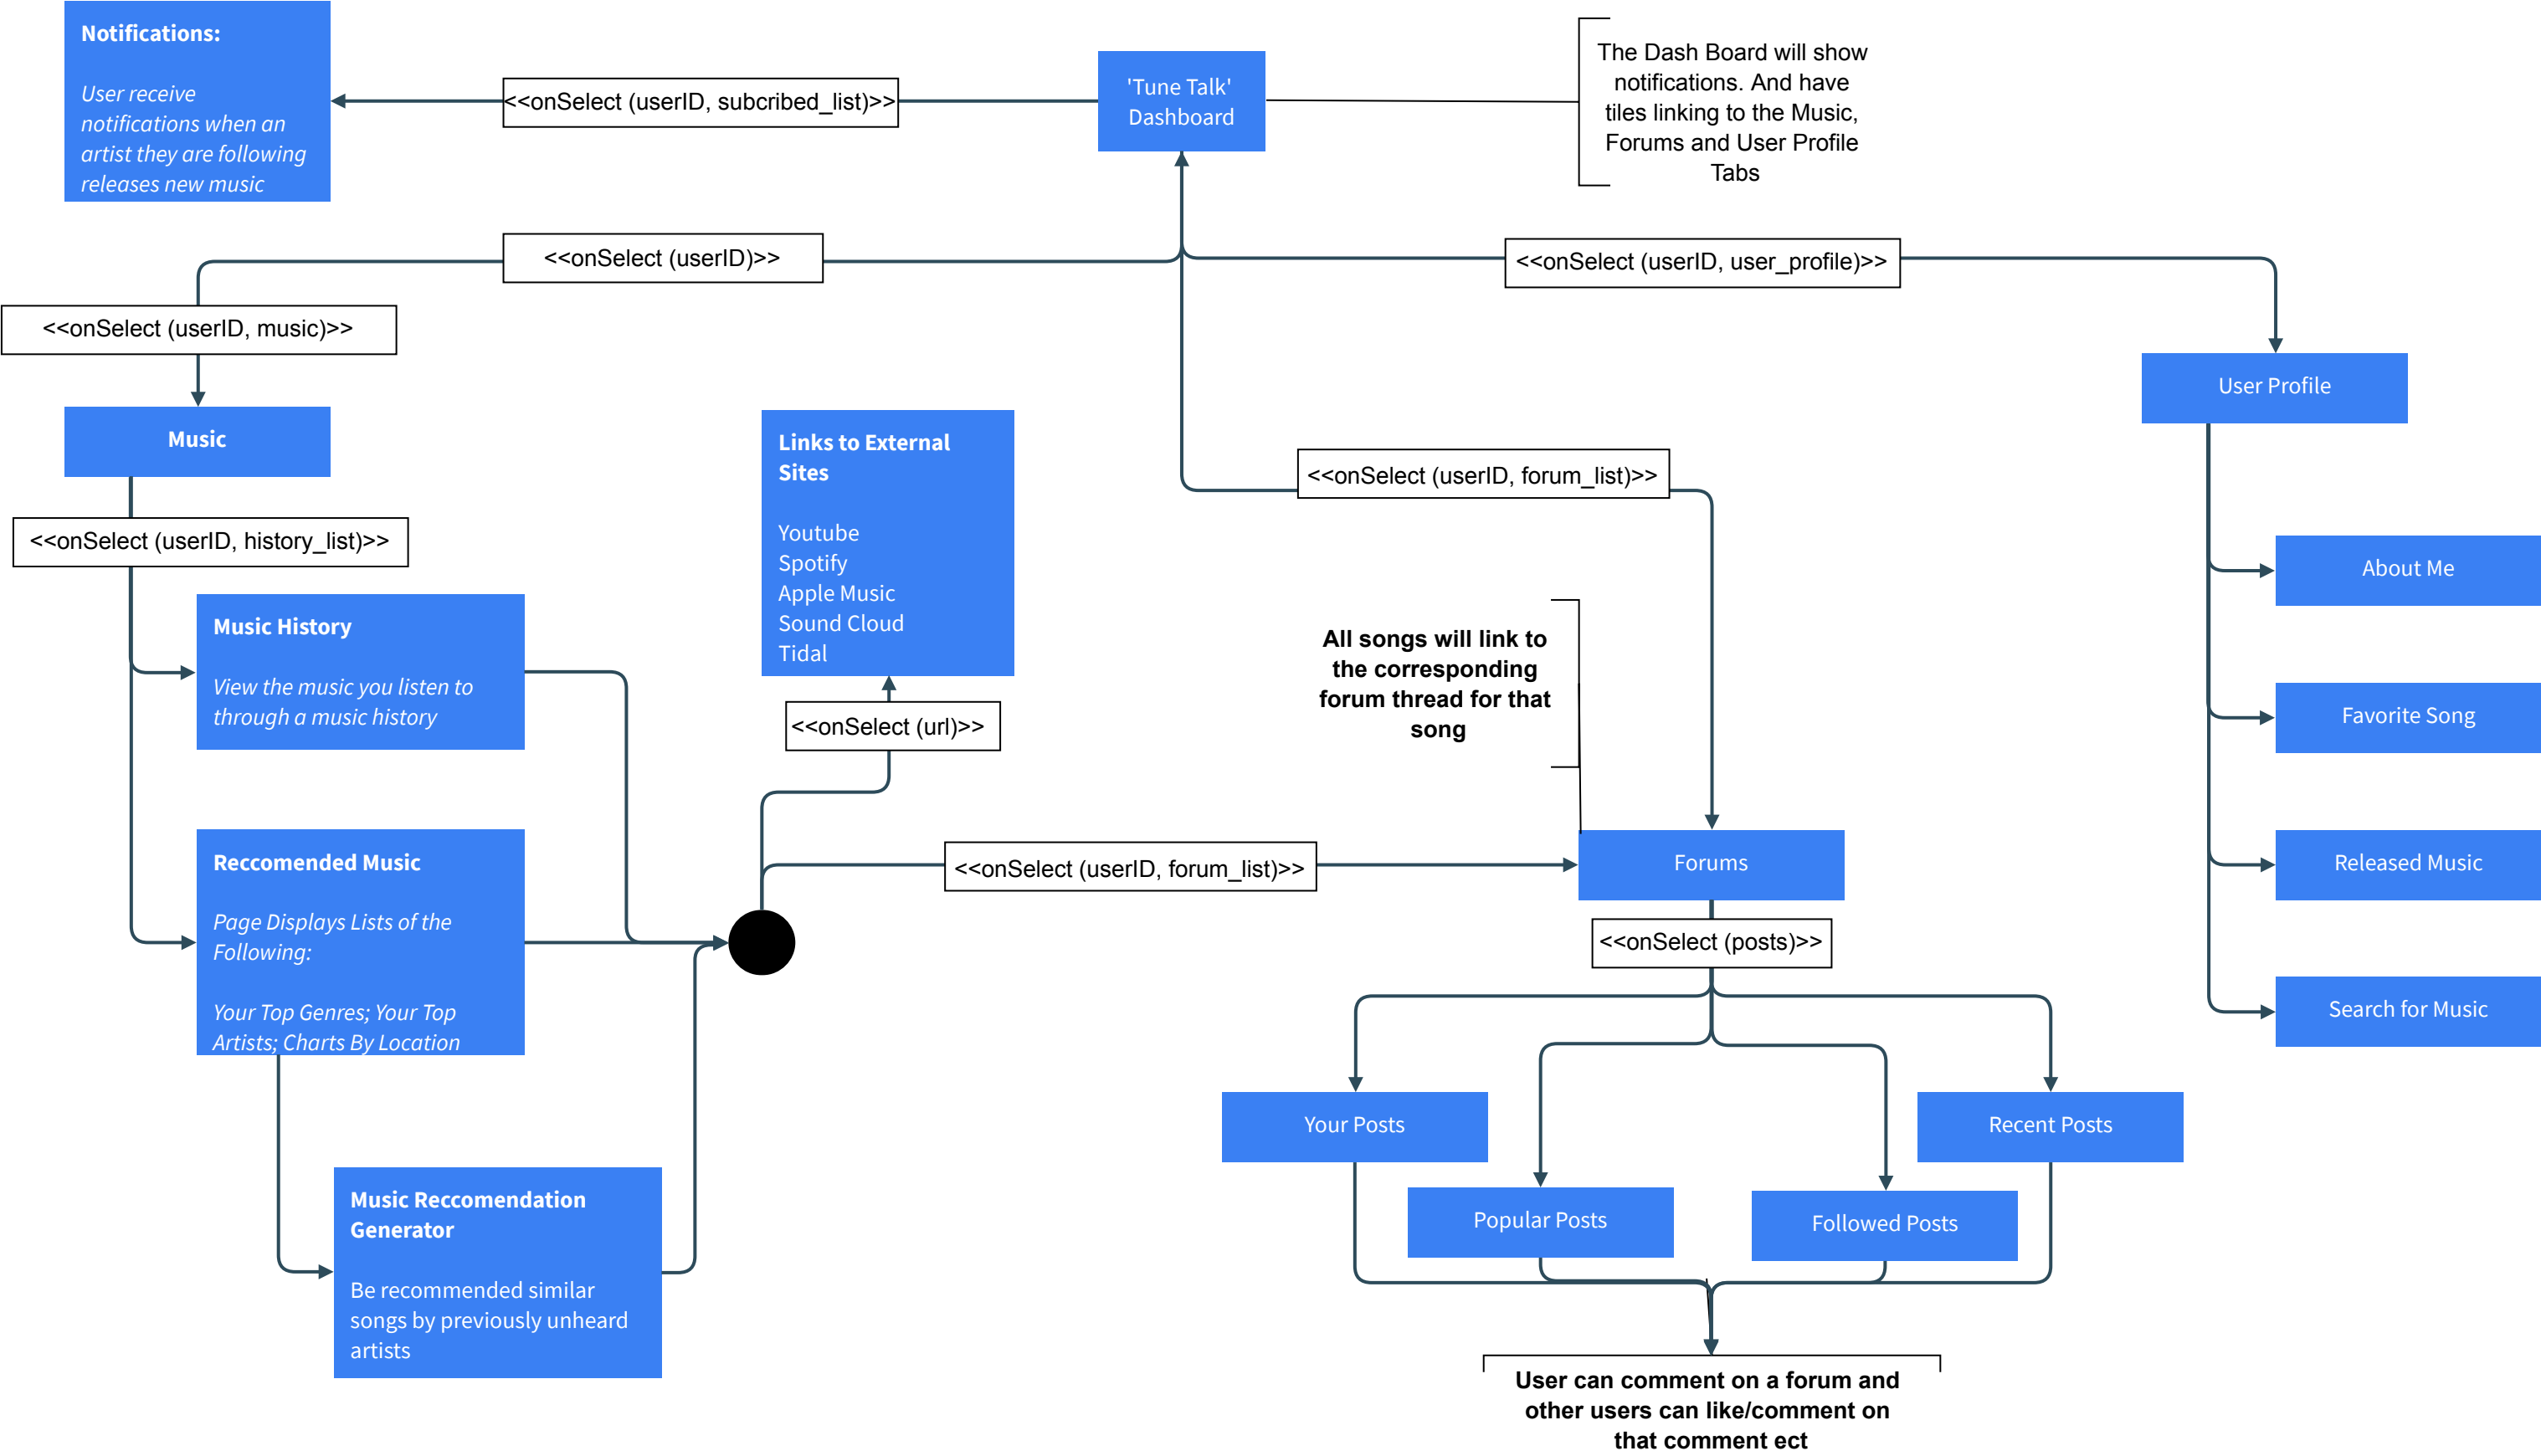 Notifications:
User receive
notifications when an
artist they are following
releases new music
<<onSelect (userID, subcribed_list)>>
'Tune Talk'
Dashboard
The Dash Board will show
notifications. And have
tiles linking to the Music,
Forums and User Profile
Tabs
<<onSelect (userID)>>
<<onSelect (userID, user_profile)>>
<<onSelect (userID, music)>>
User Profile
Music
Links to External
Sites
Youtube
Spotify
Apple Music
Sound Cloud
Tidal
<<onSelect (userID, forum_list)>>
<<onSelect (userID, history_list)>>
About Me
Music History
View the music you listen to
through a music history
All songs will link to
the corresponding
forum thread for that
song
Favorite Song
<<onSelect (url)>>
Reccomended Music
Page Displays Lists of the
Following:
Your Top Genres; Your Top
Artists; Charts By Location
<<onSelect (userID, forum_list)>>
Forums
Released Music
<<onSelect (posts)>>
Search for Music
Your Posts
Recent Posts
Popular Posts
Followed Posts
Music Reccomendation
Generator
Be recommended similar
songs by previously unheard
artists
User can comment on a forum and
other users can like/comment on
that comment ect